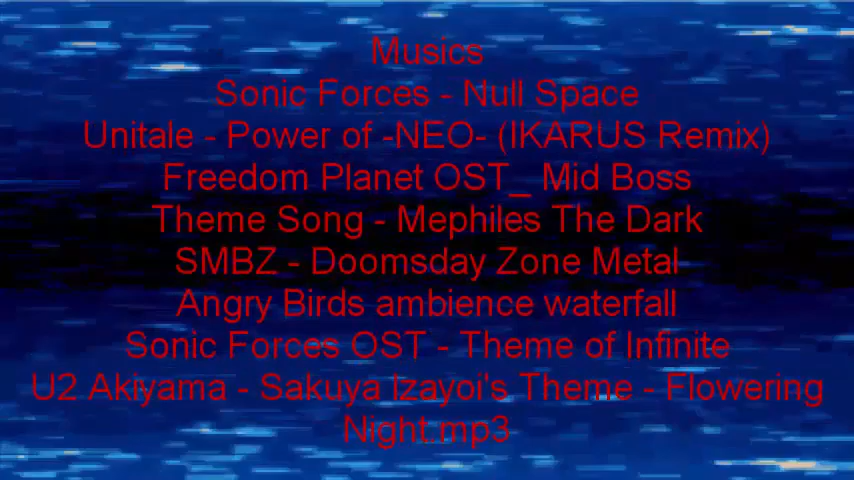 Musics
Sonic Forces - Null Space
Unitale - Power of -NEO- (IKARUS Remix)
Freedom Planet OST_ Mid Boss
Theme Song - Mephiles The Dark
SMBZ - Doomsday Zone Metal
Angry Birds ambience waterfall
Sonic Forces OST - Theme of Infinite
U2 Akiyama - Sakuya Izayoi's Theme - Flowering
Night.mp3